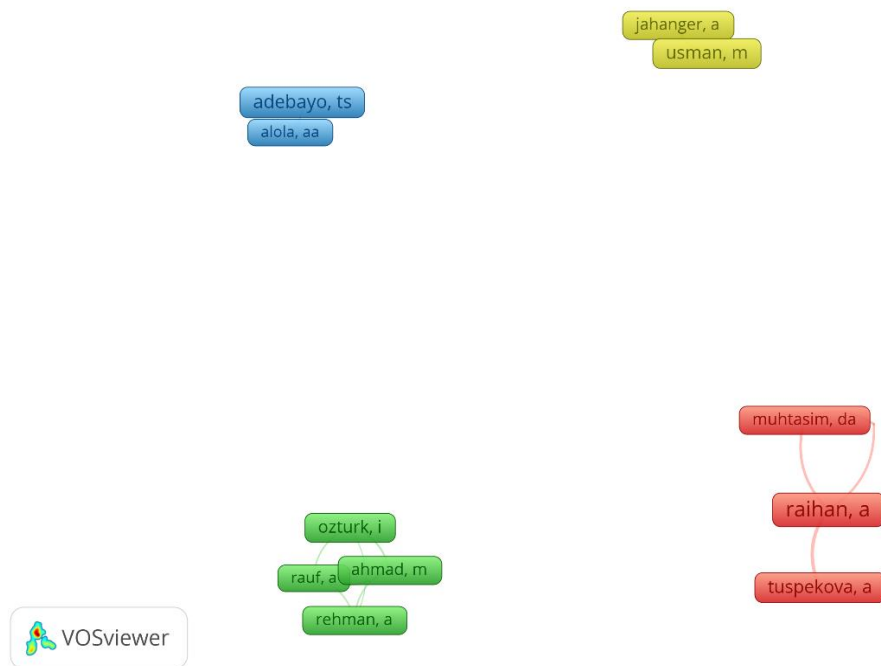 jahanger, a
usman, m
adebayo, ts
alola, aa
muhtasim, da
raihan, a
ozturk, i
ahmad, m
rauf, a
tuspekova, a
rehman, a
VOSviewer